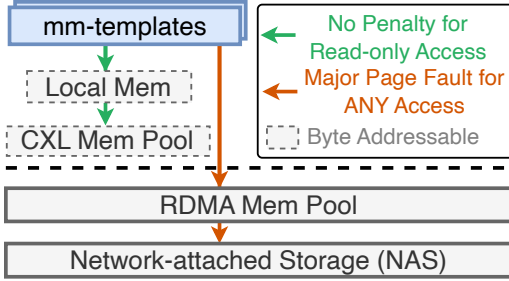 mm-templates
Local Mem
CXL Mem Pool
No Penalty for
Read-only Access
Major Page Fault for
ANY Access
Byte Addressable
RDMA Mem Pool
Network-attached Storage (NAS)